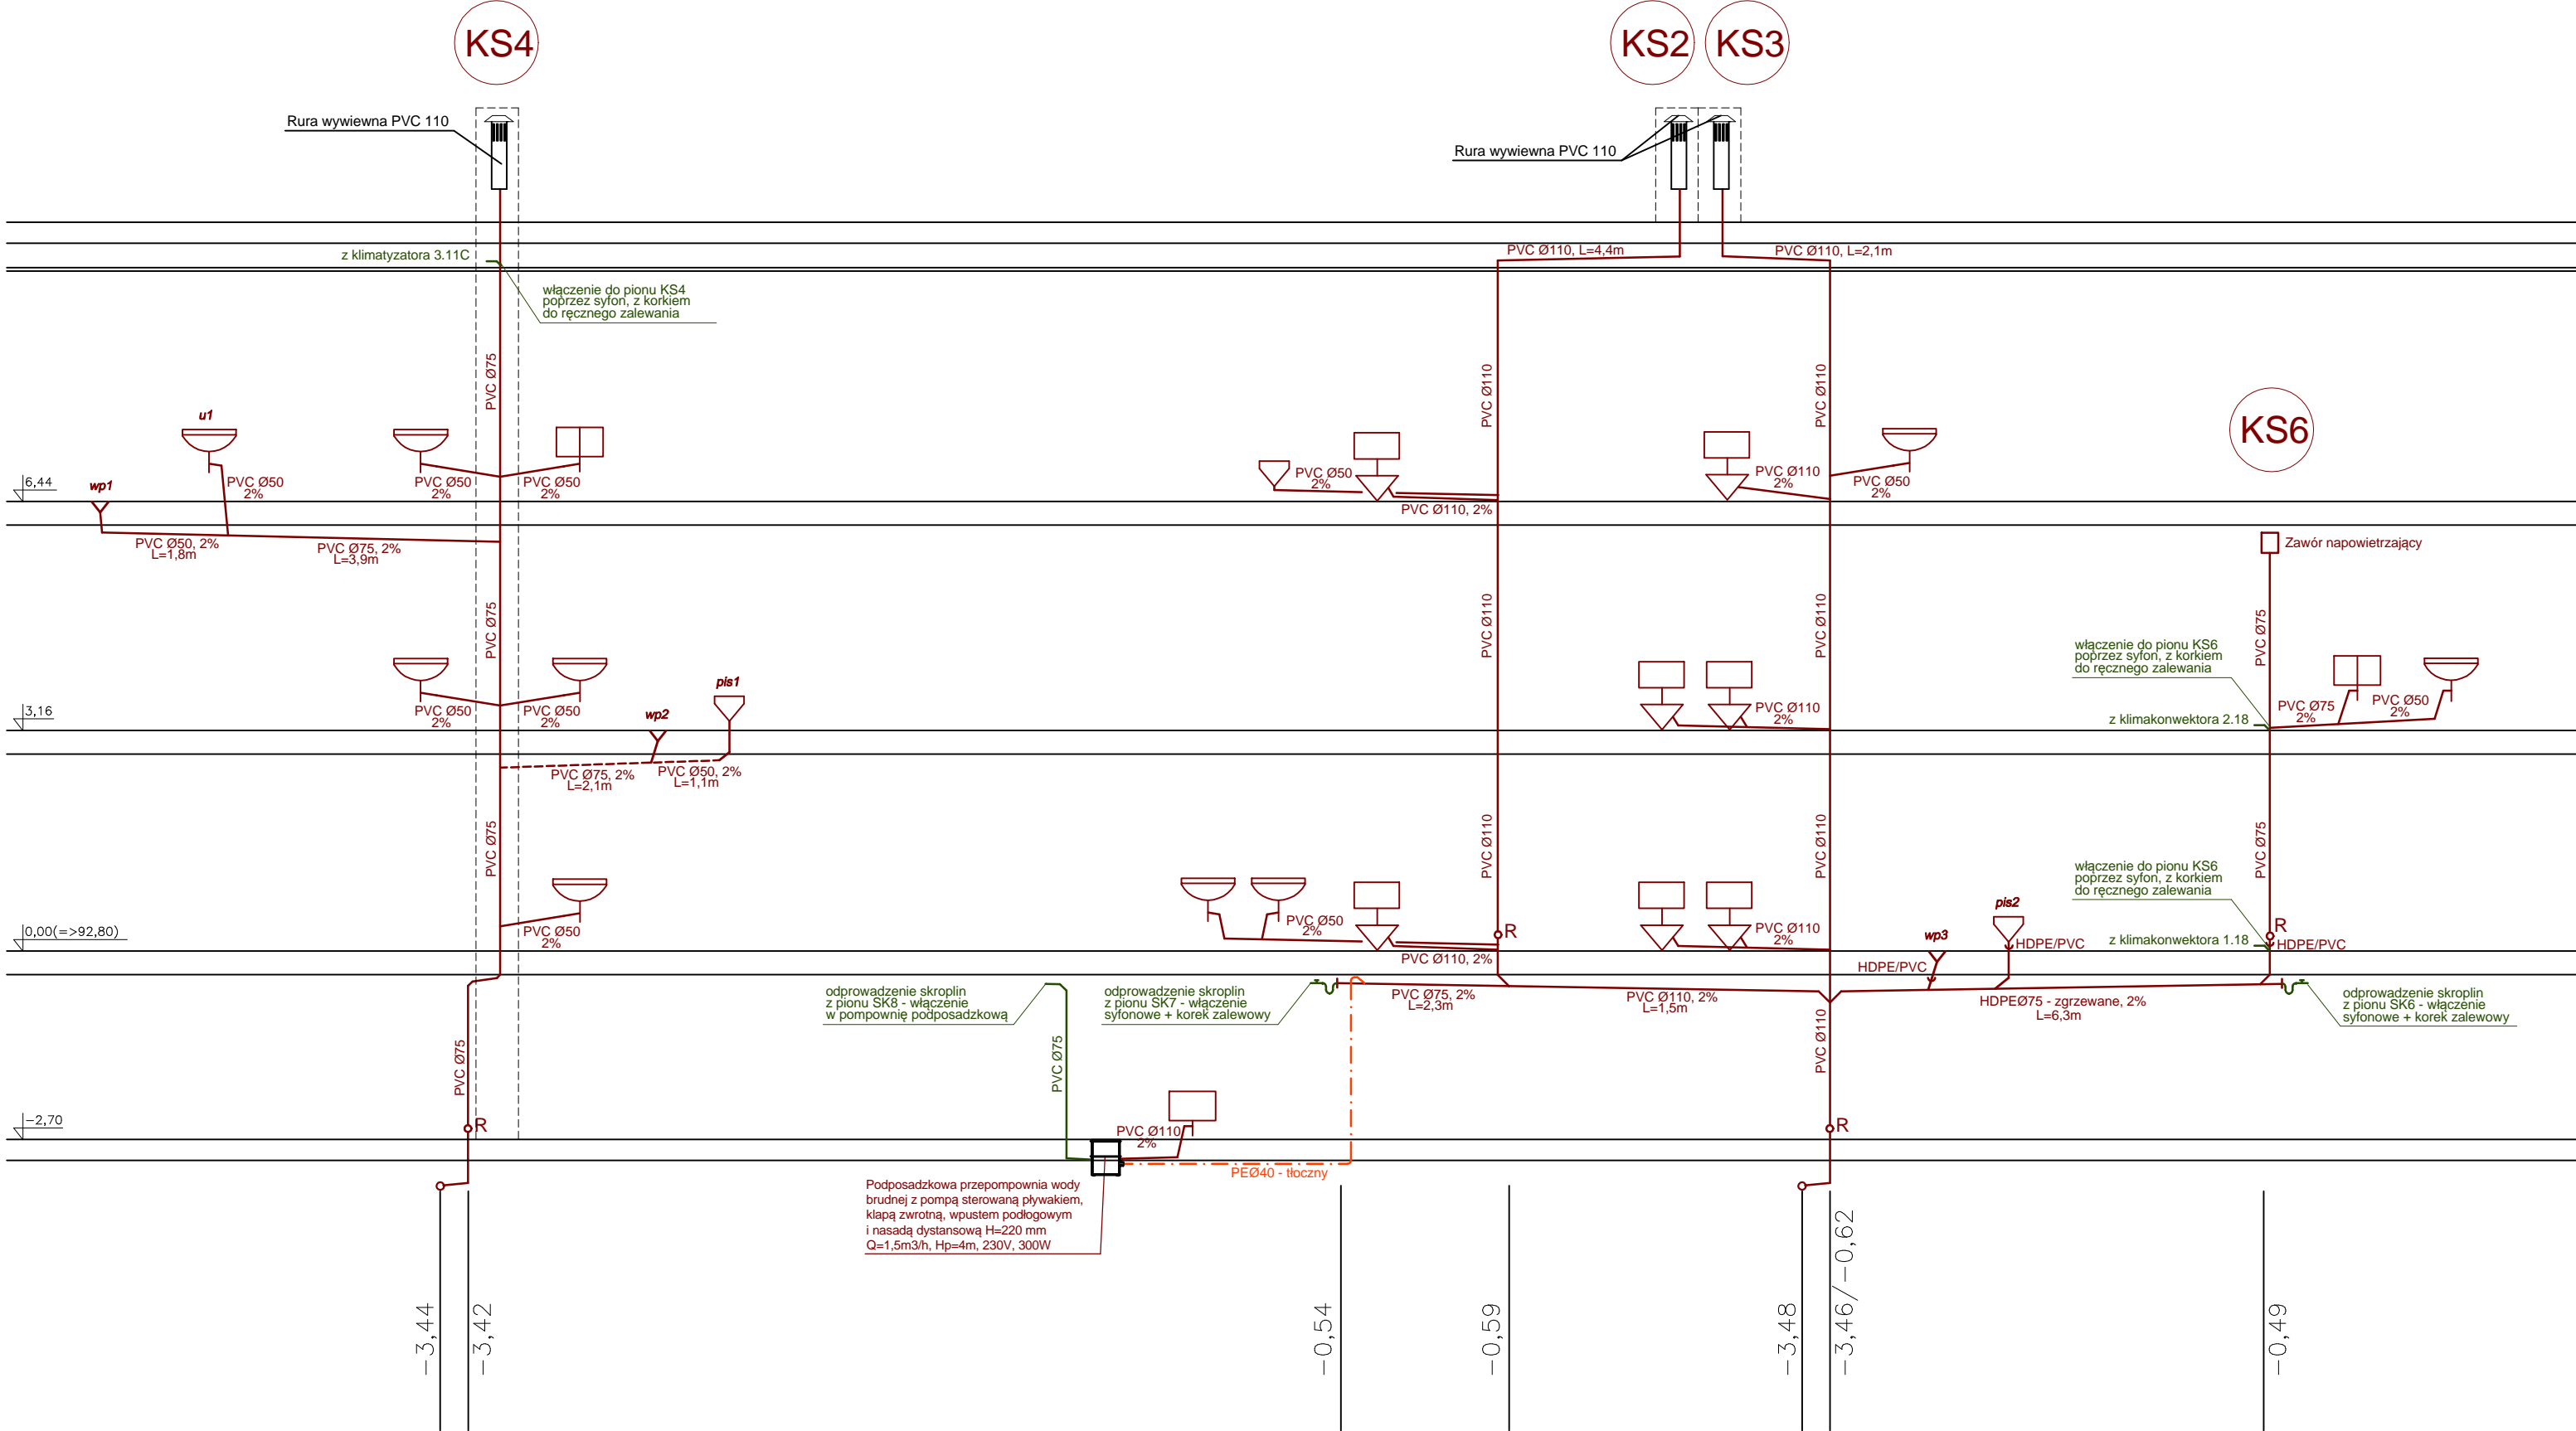 KS4
KS2
KS3
Rura wywiewna PVC 110
Rura wywiewna PVC 110
z klimatyzatora 3.11C
PVC Ø110, L=4,4m
PVC Ø110, L=2,1m
włączenie do pionu KS4
poprzez syfon, z korkiem
do ręcznego zalewania
PVC Ø75
PVC Ø110
PVC Ø110
KS6
u1
wp1
6,44
PVC Ø50
2%
PVC Ø50
2%
PVC Ø50
2%
PVC Ø50
2%
PVC Ø110, 2%
PVC Ø110
2%
PVC Ø50
2%
PVC Ø50, 2%
L=1,8m
PVC Ø75, 2%
L=3,9m
Zawór napowietrzający
PVC Ø75
PVC Ø110
PVC Ø110
PVC Ø75
włączenie do pionu KS6
poprzez syfon, z korkiem
do ręcznego zalewania
z klimakonwektora 2.18
PVC Ø75
2%
PVC Ø50
2%
3,16
PVC Ø50
2%
PVC Ø50
2%
wp2
pis1
PVC Ø110
2%
PVC Ø75, 2%
L=2,1m
PVC Ø50, 2%
L=1,1m
PVC Ø75
PVC Ø110
PVC Ø110
PVC Ø75
włączenie do pionu KS6
poprzez syfon, z korkiem
do ręcznego zalewania
z klimakonwektora 1.18
0,00(=>92,80)
PVC Ø50
2%
PVC Ø50
2%
R
PVC Ø110, 2%
PVC Ø110
2%
wp3
pis2
HDPE/PVC
HDPE/PVC
R
HDPE/PVC
odprowadzenie skroplin
z pionu SK8 - włączenie
w pompownię podposadzkową
odprowadzenie skroplin
z pionu SK7 - włączenie
syfonowe + korek zalewowy
PVC Ø75, 2%
L=2,3m
PVC Ø110, 2%
L=1,5m
HDPEØ75 - zgrzewane, 2%
L=6,3m
odprowadzenie skroplin
z pionu SK6 - włączenie
syfonowe + korek zalewowy
PVC Ø75
PVC Ø75
PVC Ø110
-2,70
R
PVC Ø110
2%
R
PEØ40 - tłoczny
Podposadzkowa przepompownia wody
brudnej z pompą sterowaną pływakiem,
klapą zwrotną, wpustem podłogowym
i nasadą dystansową H=220 mm
Q=1,5m3/h, Hp=4m, 230V, 300W
-3,44
-3,42
-0,54
-0,59
-3,48
-3,46/-0,62
-0,49